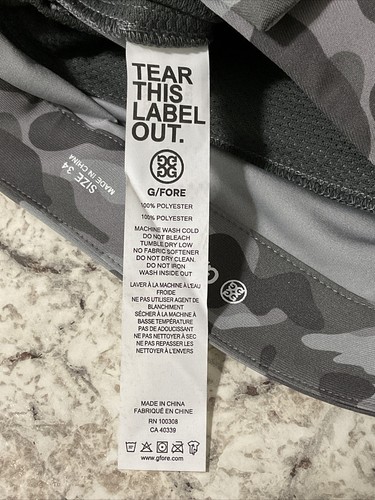 TEAR
THIS
LABEL
OUT.
G/FORE
100% POLYESTER
100% POLYESTER
MACHINE WASH COLD
DO NOT BLEACH
TUMBLE DRY LOW
NO FABRIC SOFTENER
DO NOT DRY CLEAN.
DO NOT IRON
WASH INSIDE OUT
LAVER À LA MACHINE À L'EAU
FROIDE
NE PAS UTILISER AGENT DE
BLANCHIMENT
SÉCHER À LA MACHINE À
BASSE TEMPÉRATURE
PAS DE ADOUCISSANT
NE PAS NETTOYER À SEC
NE PAS REPASSER LES
NETTOYER À L'ENVERS
MADE IN CHINA
FABRIQUÉ EN CHINE
RN 100308
CA 40339
www.gfore.com
SIZE 34
MADE IN CHINA